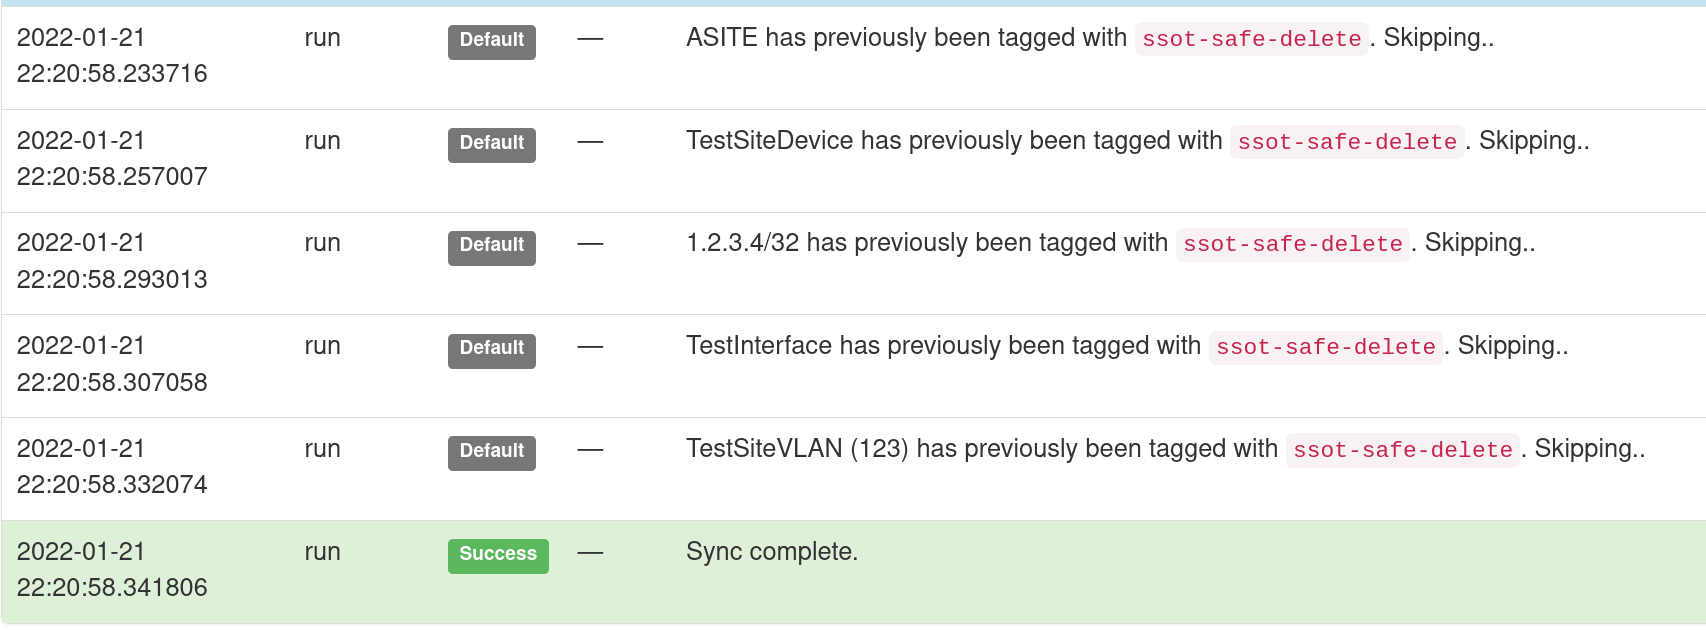 2022-01-21 run Default — ASITE has previously been tagged with ssot-safe-delete. Skipping..
22:20:58.233716
2022-01-21 run Default — TestSiteDevice has previously been tagged with ssot-safe-delete. Skipping..
22:20:58.257007
2022-01-21 run Default — 1.2.3.4/32 has previously been tagged with ssot-safe-delete. Skipping..
22:20:58.293013
2022-01-21 run Default — TestInterface has previously been tagged with ssot-safe-delete. Skipping..
22:20:58.307058
2022-01-21 run Default — TestSiteVLAN (123) has previously been tagged with ssot-safe-delete. Skipping..
22:20:58.332074
2022-01-21 run Success — Sync complete.
22:20:58.341806